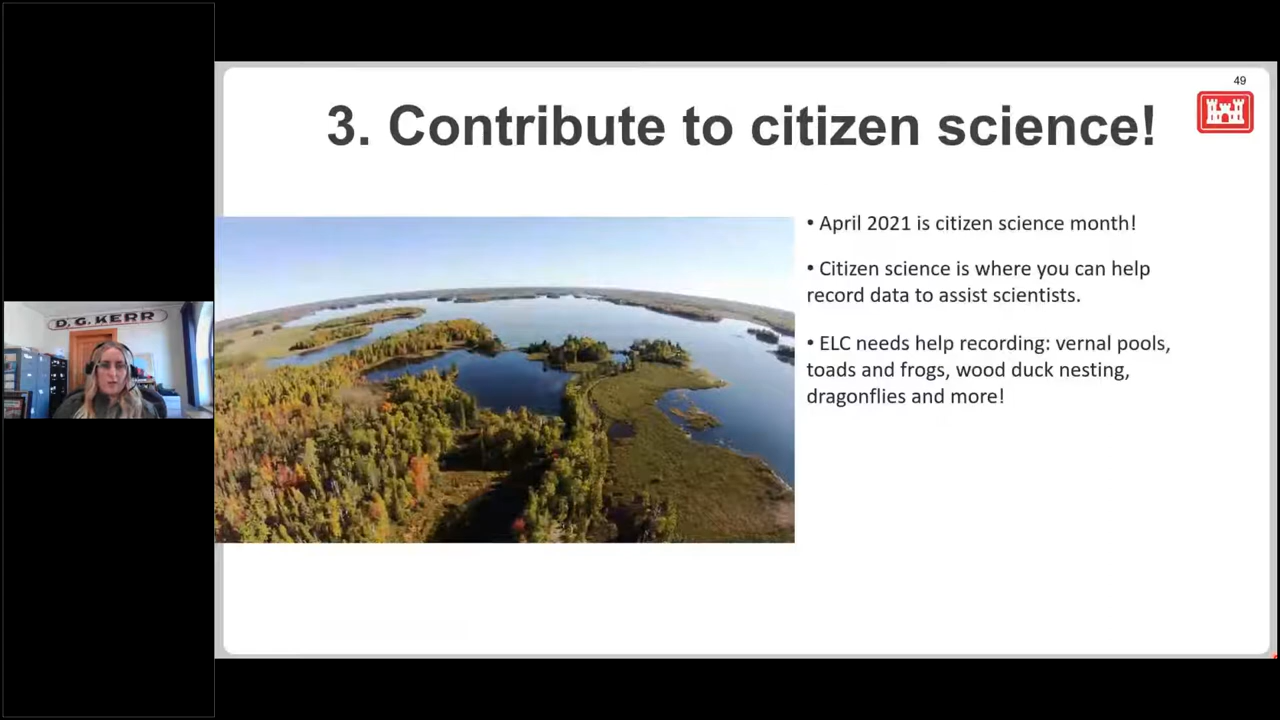 49
3. Contribute to citizen science!
• April 2021 is citizen science month!
• Citizen science is where you can help
record data to assist scientists.
• ELC needs help recording: vernal pools,
toads and frogs, wood duck nesting,
dragonflies and more!
D.G. KERR